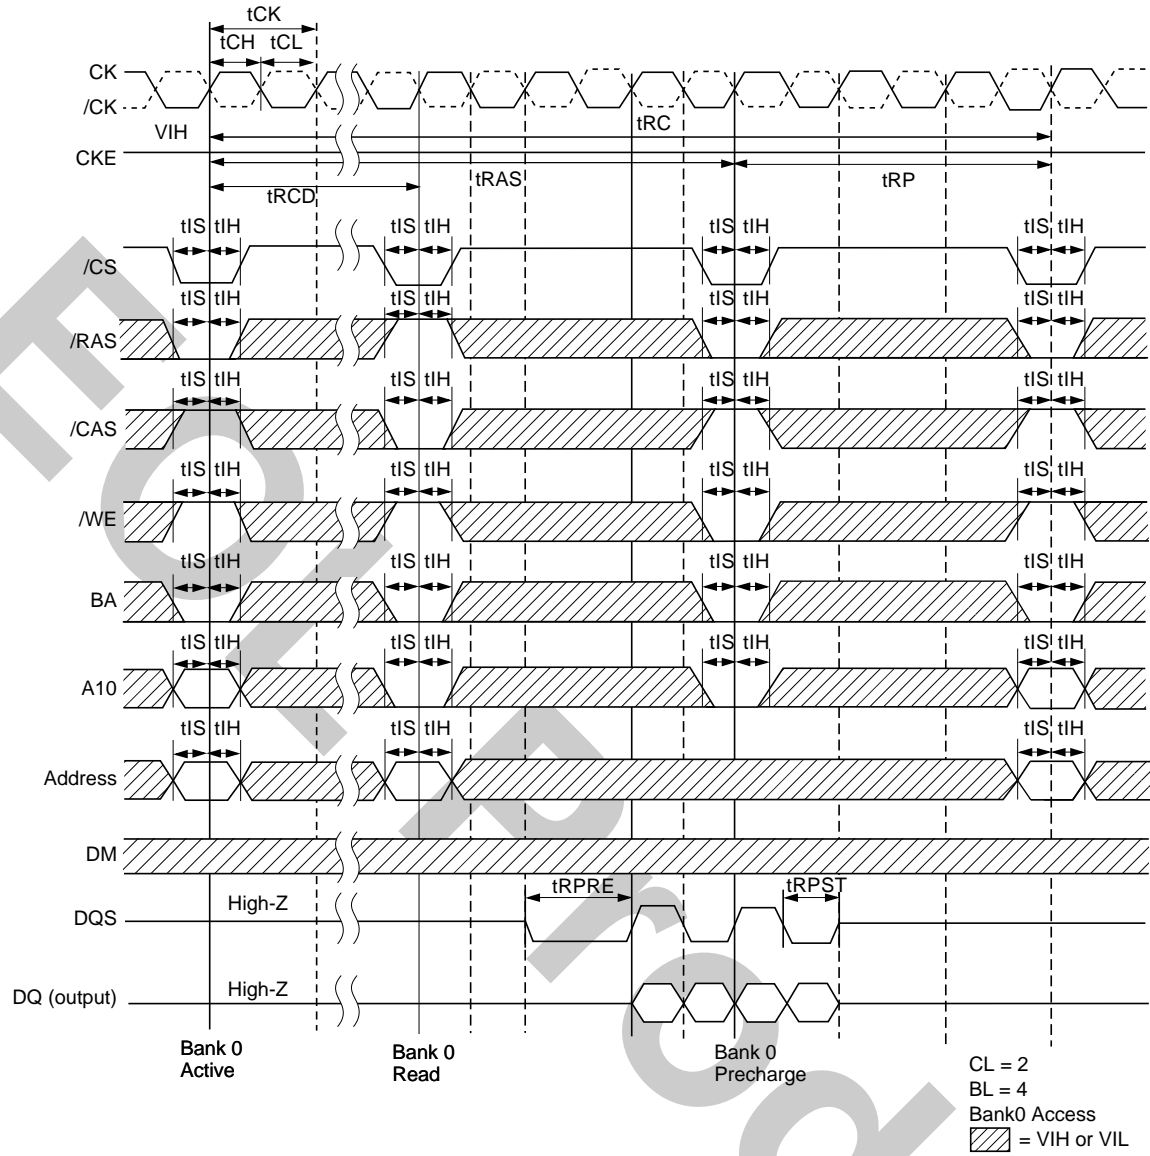 tCK
tCH tCL
CK
/CK
VIH
tRC
CKE
tRCD
tRAS
tRP
tIS tIH tIS tIH tIS tIH tIS tIH
/CS
tIS tIH tIS tIH tIS tIH tIS tIH
/RAS
tIS tIH tIS tIH tIS tIH tIS tIH
/CAS
tIS tIH tIS tIH tIS tIH tIS tIH
/WE
tIS tIH tIS tIH tIS tIH tIS tIH
BA
tIS tIH tIS tIH tIS tIH tIS tIH
A10
tIS tIH tIS tIH tIS tIH
Address
DM
tRPRE tRPST
High-Z
DQS
High-Z
DQ (output)
Bank 0
Active
Bank 0
Read
Bank 0
Precharge
CL = 2
BL = 4
Bank0 Access
= VIH or VIL
EOL Prod